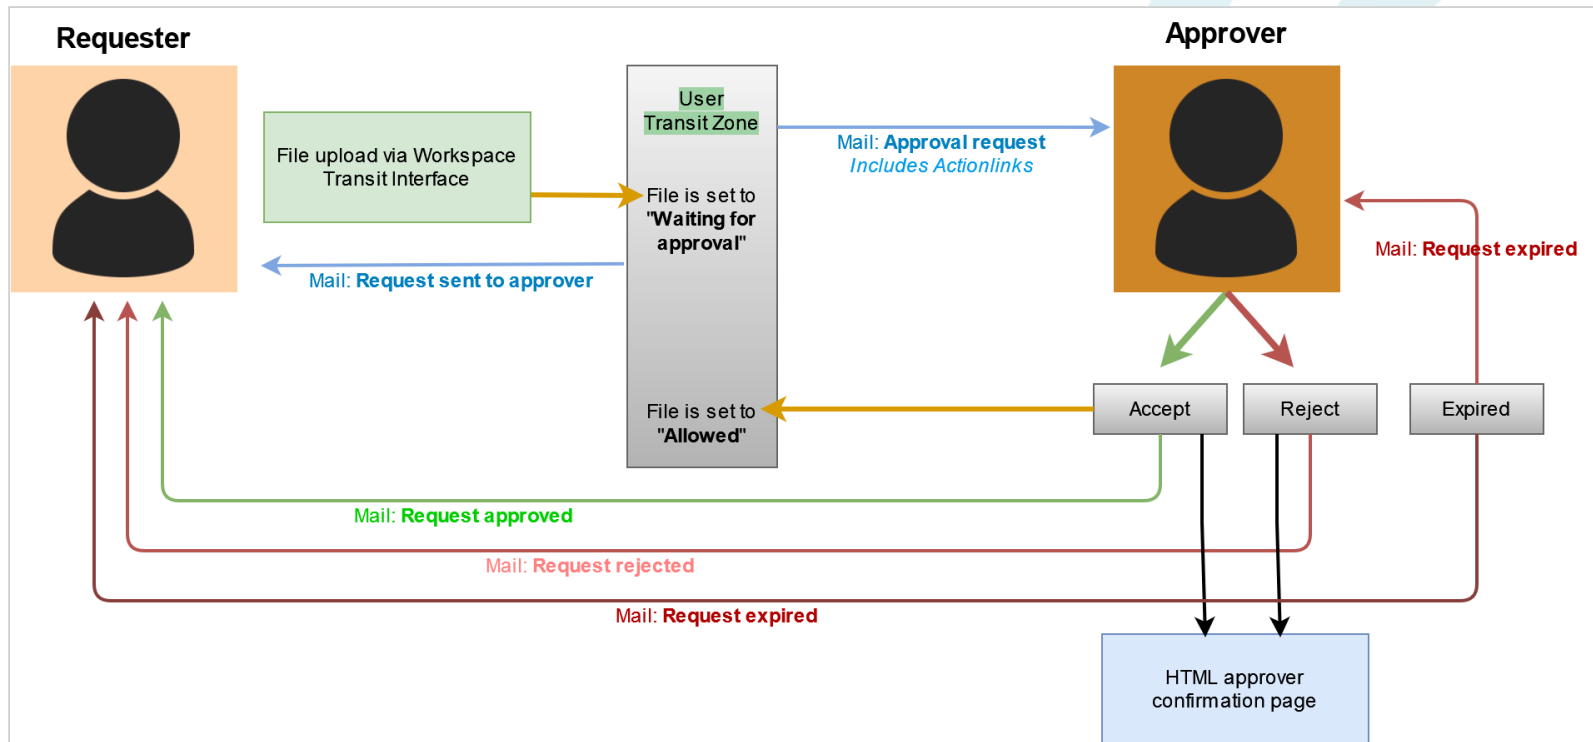 Requester
Approver
User
Transit Zone
File upload via Workspace
Transit Interface
Mail: Approval request
Includes Actionlinks
File is set to
"Waiting for
approval"
Mail: Request expired
Mail: Request sent to approver
File is set to
"Allowed"
Accept
Reject
Expired
Mail: Request approved
Mail: Request rejected
Mail: Request expired
HTML approver
confirmation page